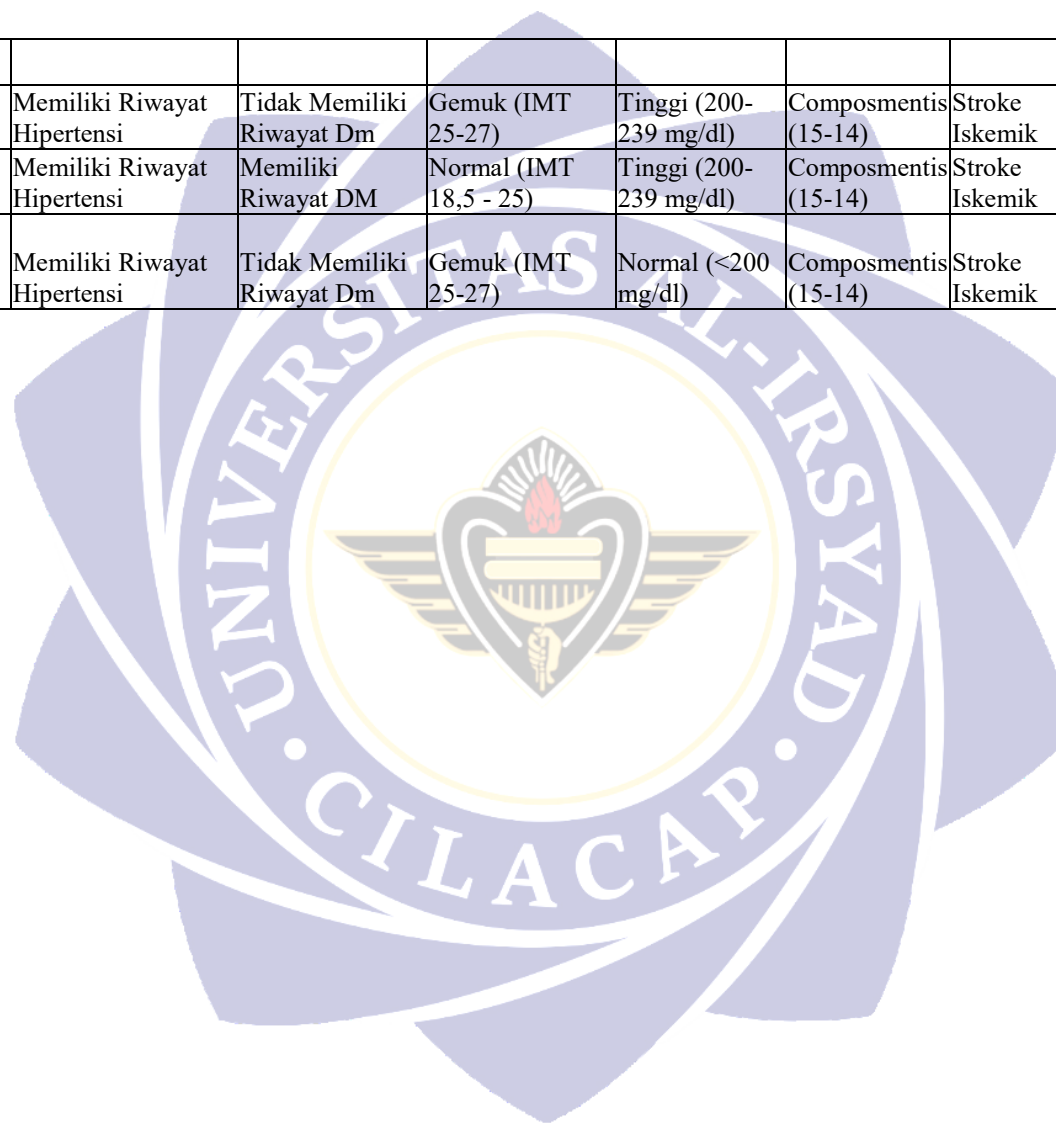 Memiliki Riwayat Hipertensi Tidak Memiliki Riwayat Dm Gemuk (IMT 25-27) Tinggi (200-239 mg/dl) Composmentis (15-14) Stroke Iskemik
Memiliki Riwayat Hipertensi Memiliki Riwayat DM Normal (IMT 18,5 - 25) Tinggi (200-239 mg/dl) Composmentis (15-14) Stroke Iskemik
Memiliki Riwayat Hipertensi Tidak Memiliki Riwayat Dm Gemuk (IMT 25-27) Normal (<200 mg/dl) Composmentis (15-14) Stroke Iskemik
UNIVERSITAS AL-IRSYAD
CILACAP